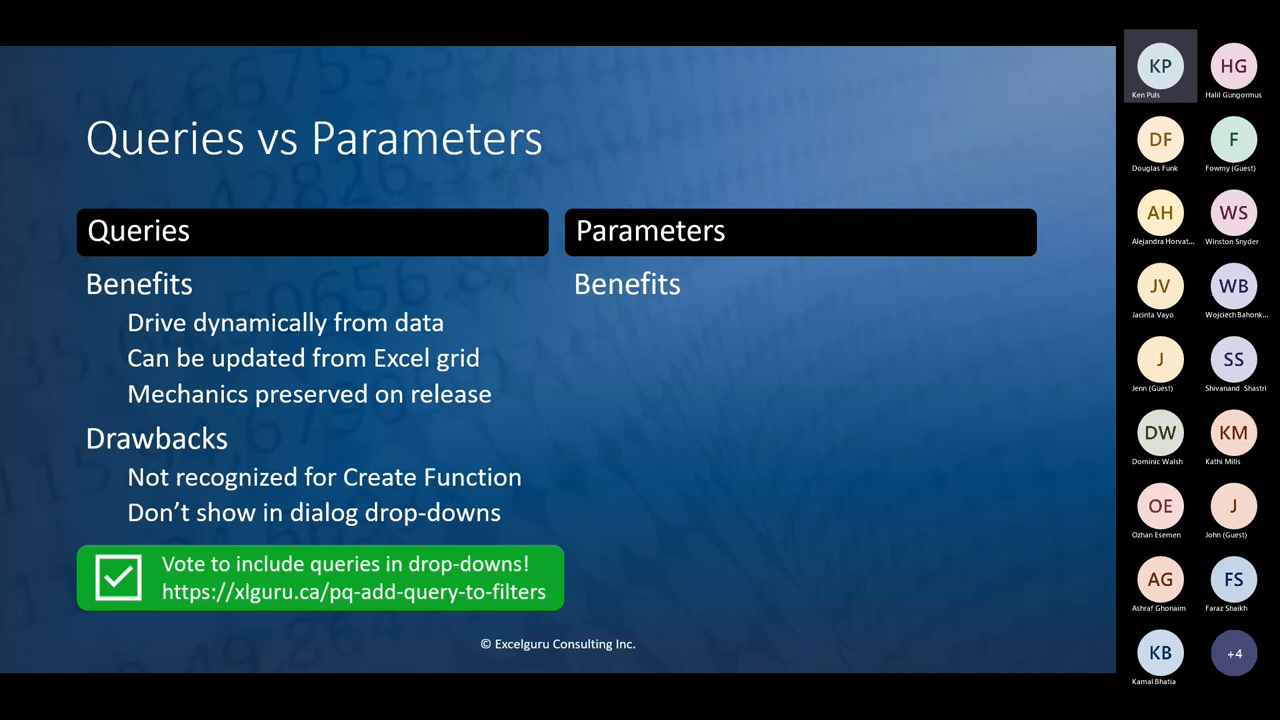 Queries vs Parameters
Queries
Parameters
Benefits
Drive dynamically from data
Can be updated from Excel grid
Mechanics preserved on release
Drawbacks
Not recognized for Create Function
Don't show in dialog drop-downs
Benefits
Vote to include queries in drop-downs!
https://xlguru.ca/pq-add-query-to-filters
© Excelguru Consulting Inc.
KP
Ken Puls
HG
Halil Gungormus
DF
Douglas Funk
F
Fowmy (Guest)
AH
Alejandra Horvat...
WS
Winston Snyder
JV
Jacinta Vayo
WB
Wojciech Bahonk...
J
Jenn (Guest)
SS
Shivanand Shastri
DW
Dominic Walsh
KM
Kathi Mills
OE
Ozhan Esemen
J
John (Guest)
AG
Ashraf Ghonaim
FS
Faraz Shaikh
KB
Kamal Bhatia
+4